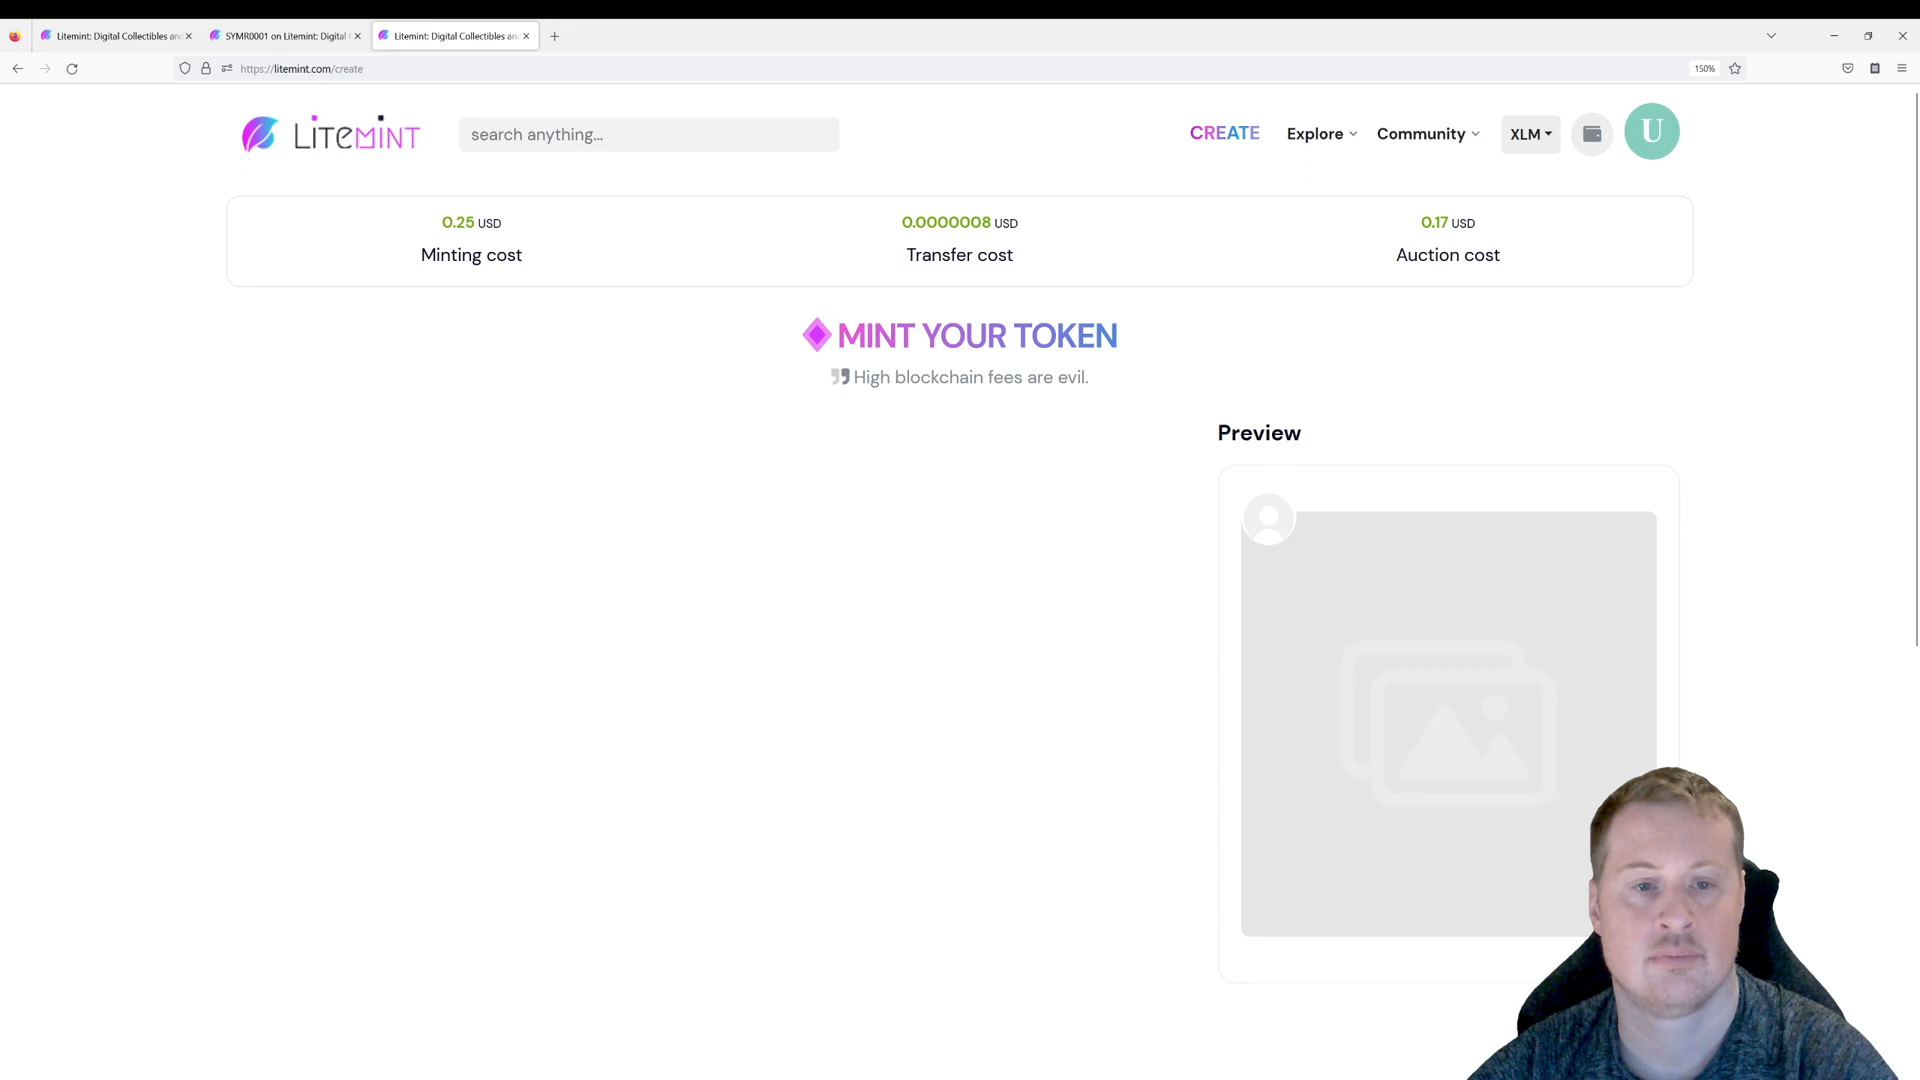 Litemint: Digital Collectibles an
SYMR0001 on Litemint: Digital
Litemint: Digital Collectibles an
https://litemint.com/create
150%
LITEMINT
search anything...
CREATE
Explore
Community
XLM
U
0.25 USD
Minting cost
0.0000008 USD
Transfer cost
0.17 USD
Auction cost
MINT YOUR TOKEN
High blockchain fees are evil.
Preview